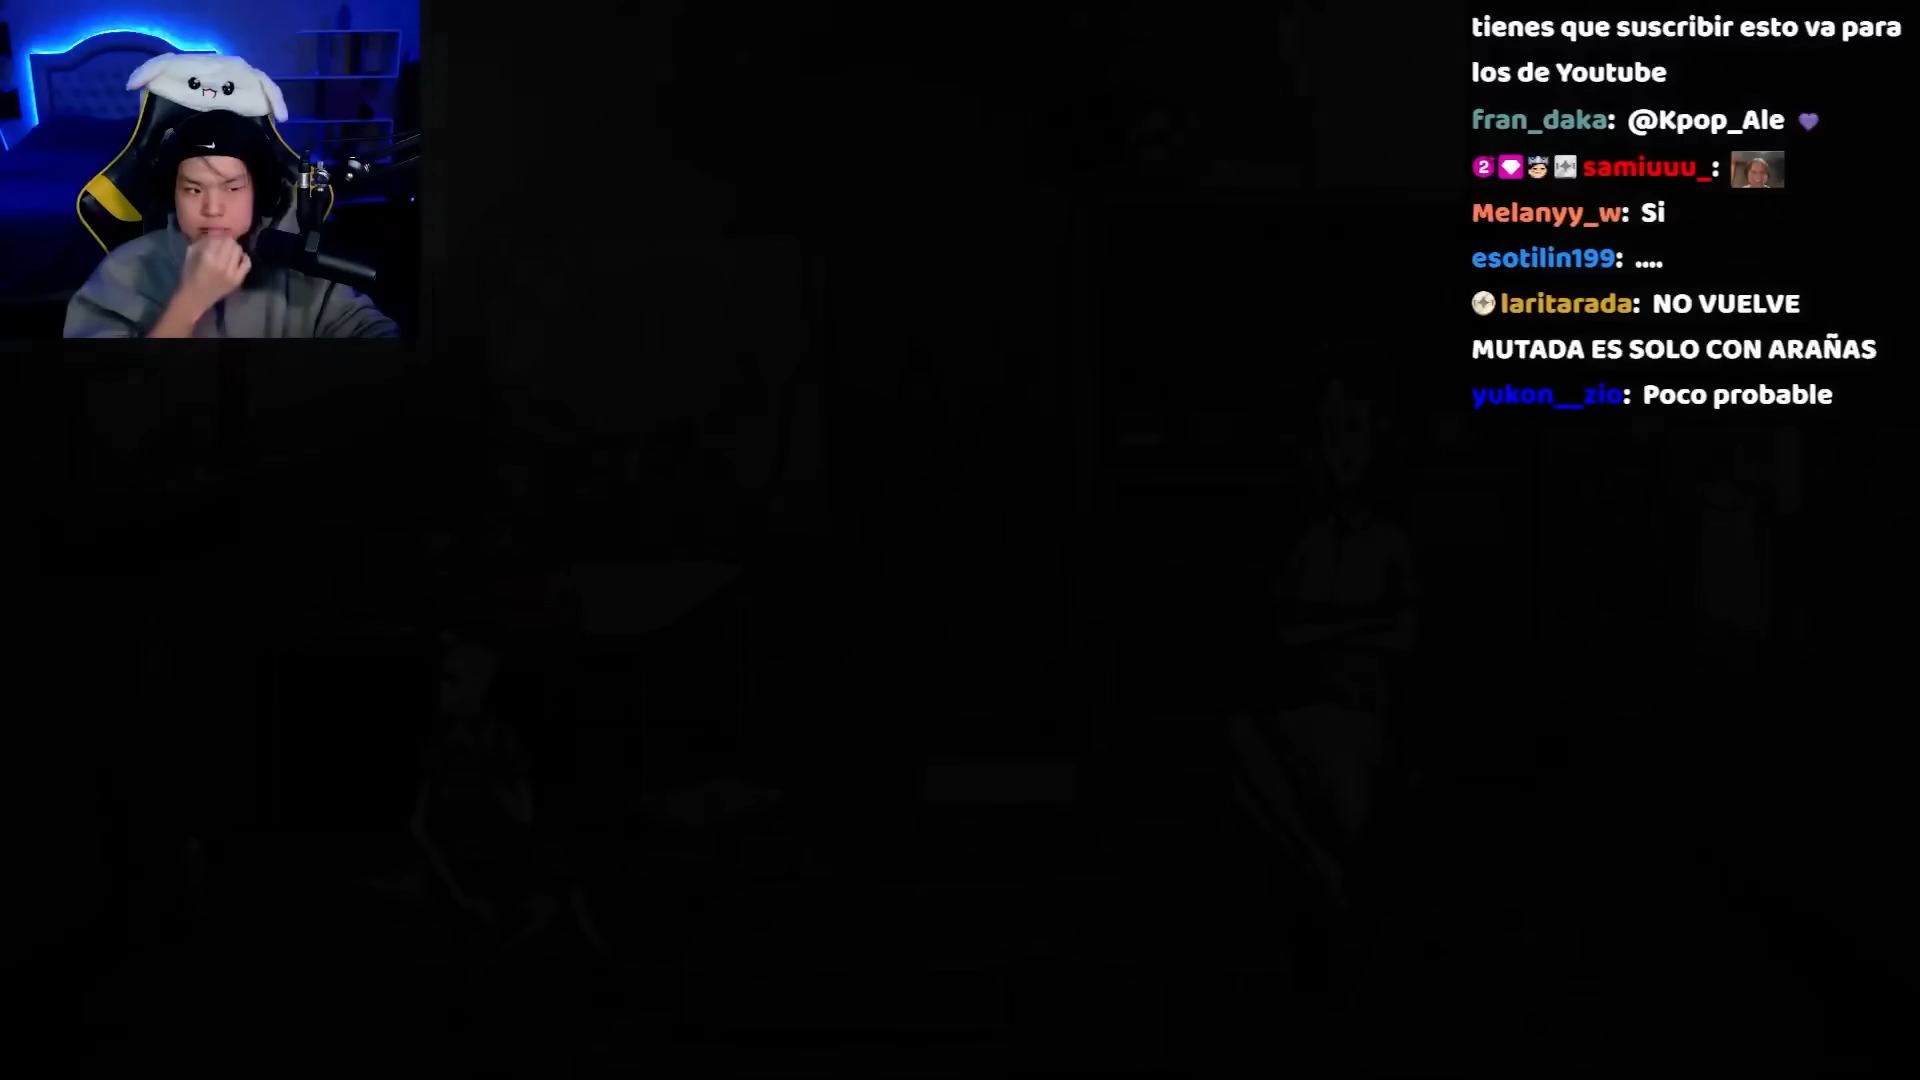 tienes que suscribir esto va para
los de Youtube
fran_daka: @Kpop_Ale 💜
2 samiuuu_:
Melanyy_w: Si
esotilin199: ....
laritarada: NO VUELVE
MUTADA ES SOLO CON ARAÑAS
yukon__zio: Poco probable